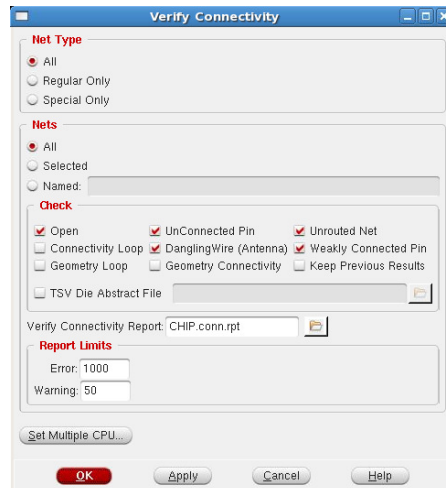 Verify Connectivity
Net Type
All
Regular Only
Special Only
Nets
All
Selected
Named:
Check
Open UnConnected Pin Unrouted Net
Connectivity Loop DanglingWire (Antenna) Weakly Connected Pin
Geometry Loop Geometry Connectivity Keep Previous Results
TSV Die Abstract File
Verify Connectivity Report: CHIP.conn.rpt
Report Limits
Error: 1000
Warning: 50
Set Multiple CPU...
OK Apply Cancel Help